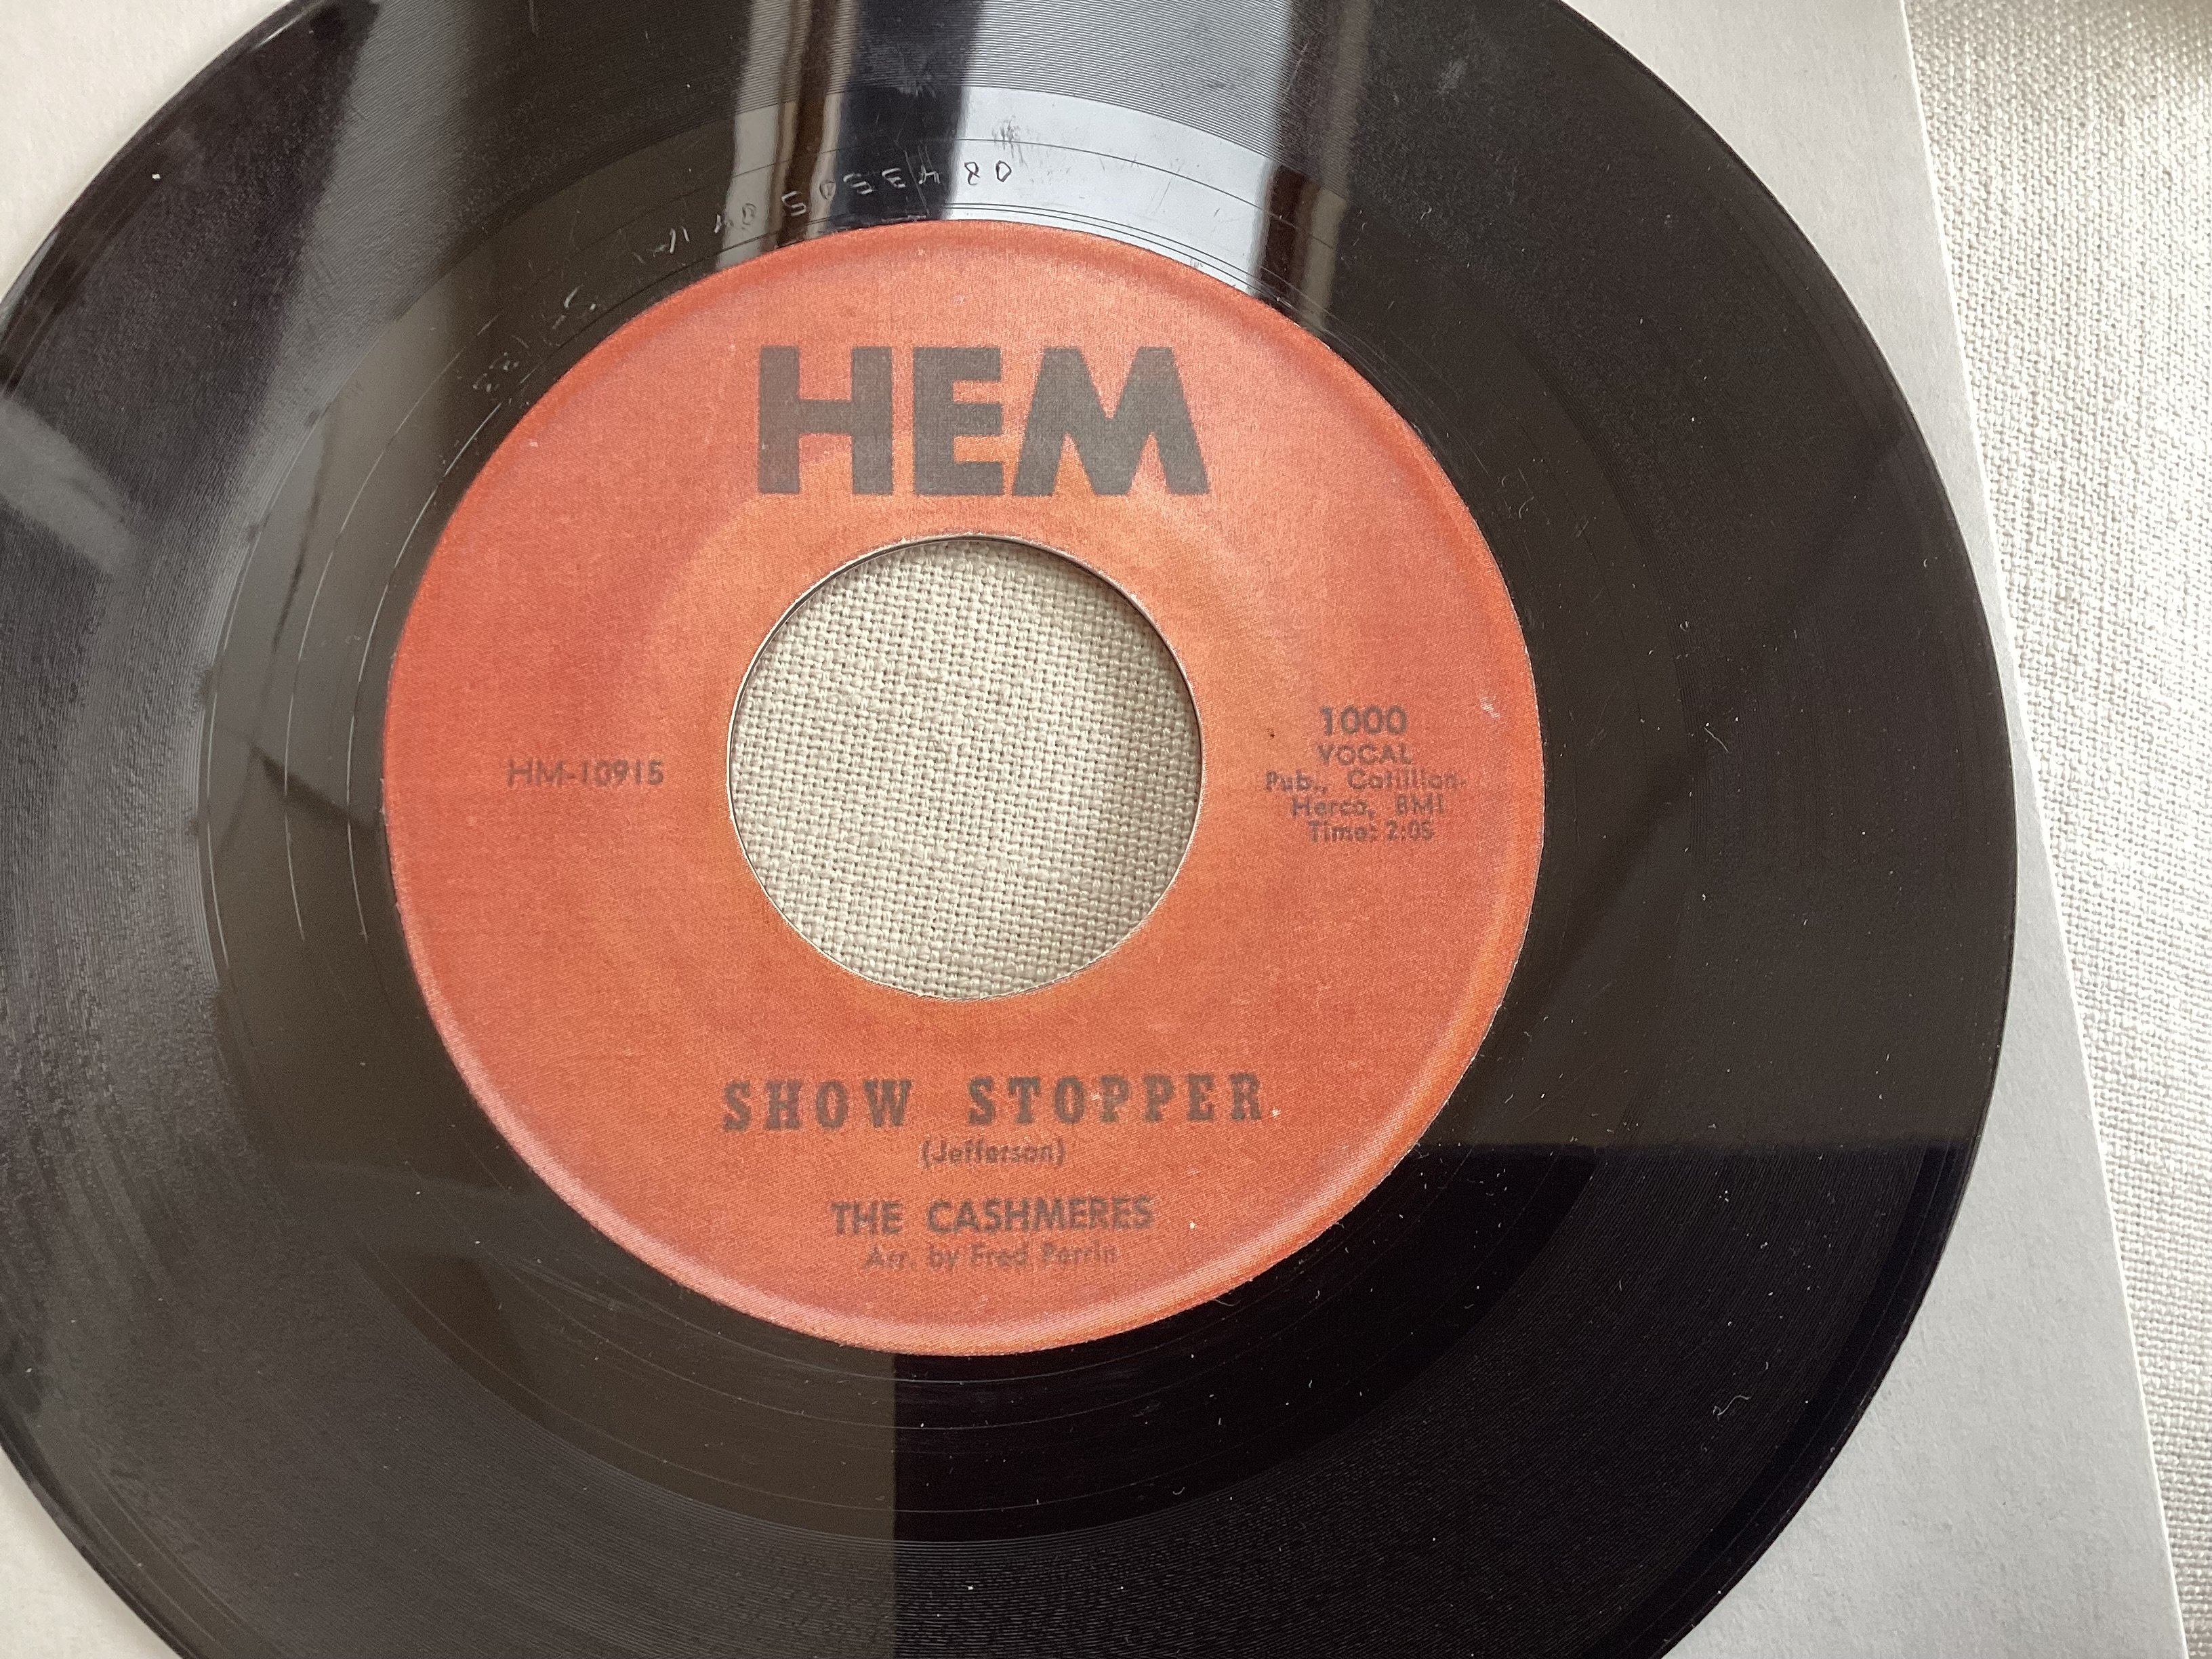 HEM
HM-10915
1000
VOCAL
Pub., Cotillion-
Herco, BMI
Time: 2:05
SHOW STOPPER
(Jefferson)
THE CASHMERES
Arr. by Fred Perrin